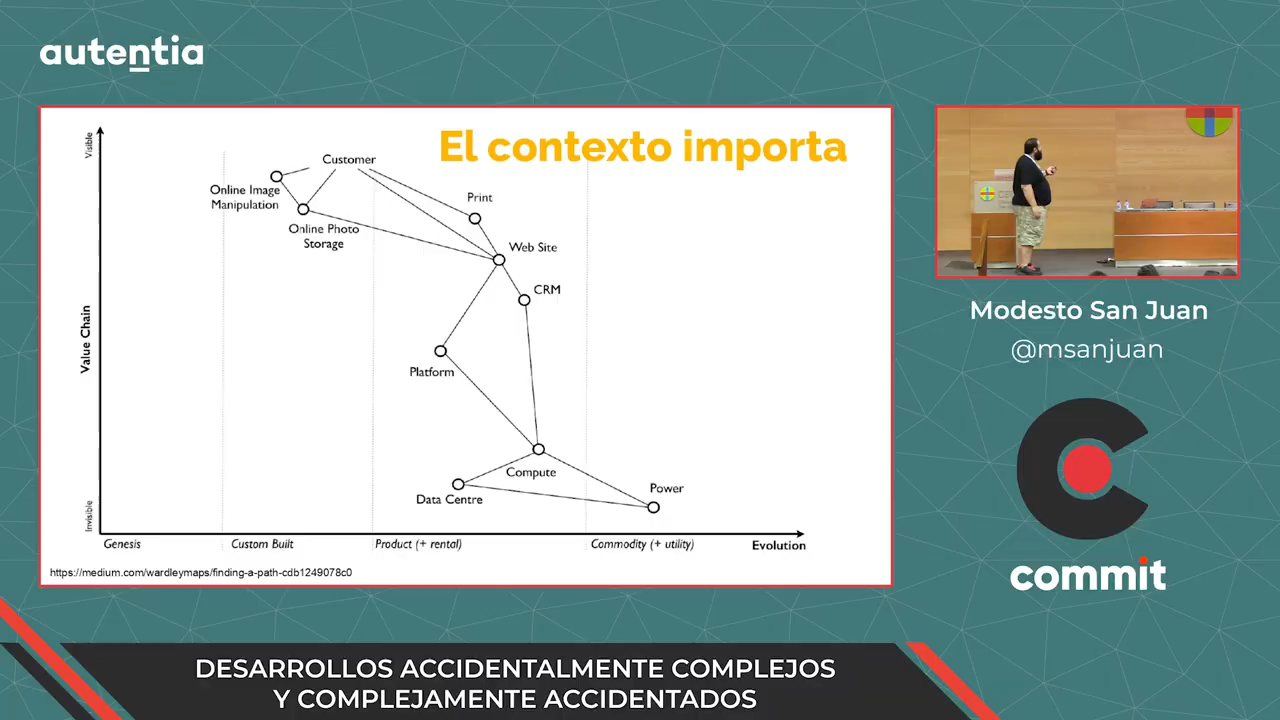 autentia
El contexto importa
Visible
Customer
Online Image
Manipulation
Print
Online Photo
Storage
Web Site
CRM
Value Chain
Platform
Compute
Data Centre
Power
Invisible
Genesis
Custom Built
Product (+ rental)
Commodity (+ utility)
Evolution
https://medium.com/wardleymaps/finding-a-path-cdb1249078c0
Modesto San Juan
@msanjuan
commit
DESARROLLOS ACCIDENTALMENTE COMPLEJOS
Y COMPLEJAMENTE ACCIDENTADOS